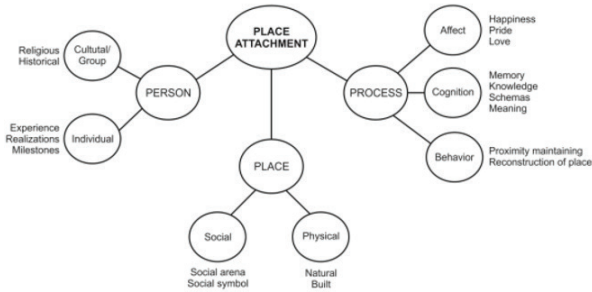 PLACE
ATTACHMENT
Religious
Historical
Cultutal/
Group
PERSON
Experience
Realizations
Milestones
Individual
PROCESS
Affect
Happiness
Pride
Love
Cognition
Memory
Knowledge
Schemas
Meaning
Behavior
Proximity maintaining
Reconstruction of place
PLACE
Social
Social arena
Social symbol
Physical
Natural
Built